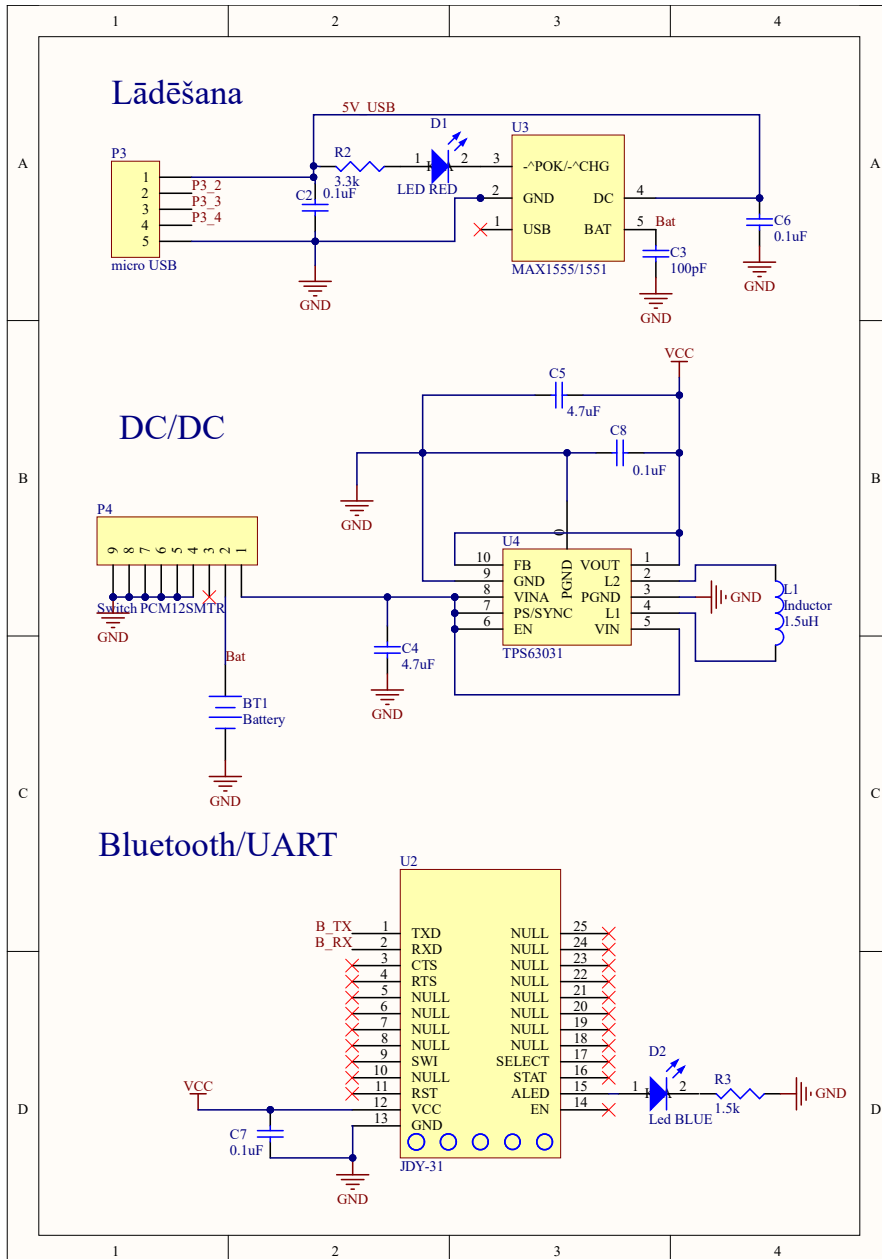 1 2 3 4
Lādēšana
5V_USB
A A
P3
1
2
3
4
5
P3_2
P3_3
P3_4
micro USB
R2
3.3k
C2
0.1uF
GND
D1
1 2
LED RED
U3
3 -^POK/-^CHG
2 GND DC 4
1 USB BAT 5
MAX1555/1551
Bat
C3
100pF
GND
C6
0.1uF
GND
VCC
C5
4.7uF
DC/DC
C8
0.1uF
B B
GND
P4
9 8 7 6 5 4 3 2 1
Switch PCM12SMTR
GND
0
U4
PGND
10 FB VOUT 1
9 GND L2 2
8 VINA PGND 3
7 PS/SYNC L1 4
6 EN VIN 5
TPS63031
GND
L1
Inductor
1.5uH
Bat
C4
4.7uF
GND
BT1
Battery
GND
C C
Bluetooth/UART
U2
B_TX 1 TXD NULL 25
B_RX 2 RXD NULL 24
3 CTS NULL 23
4 RTS NULL 22
5 NULL NULL 21
6 NULL NULL 20
7 NULL NULL 19
8 NULL NULL 18
9 SWI SELECT 17
10 NULL STAT 16
11 RST ALED 15
12 VCC EN 14
13 GND
JDY-31
D2
1 2
Led BLUE
R3
1.5k
GND
VCC
C7
0.1uF
GND
D D
1 2 3 4